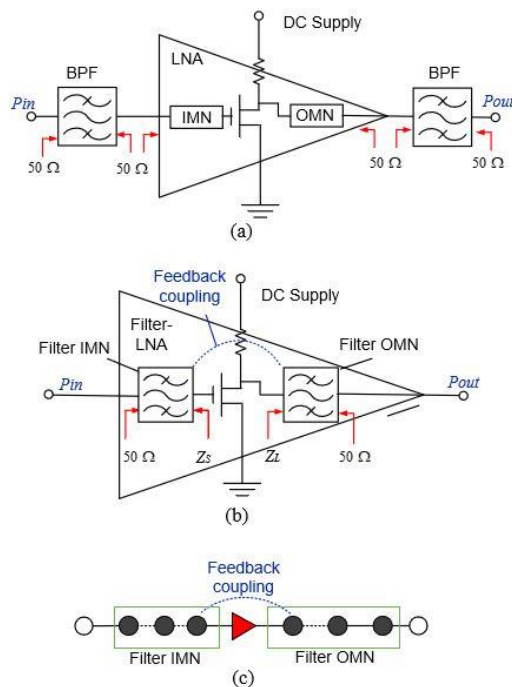 DC Supply
LNA
BPF
BPF
Pin
IMN
OMN
Pout
50 Ω
50 Ω
50 Ω
50 Ω
50 Ω
(a)
Feedback
coupling
DC Supply
Filter-
LNA
Filter IMN
Filter OMN
Pin
Pout
50 Ω
ZS
ZL
50 Ω
(b)
Feedback
coupling
Filter IMN
Filter OMN
(c)